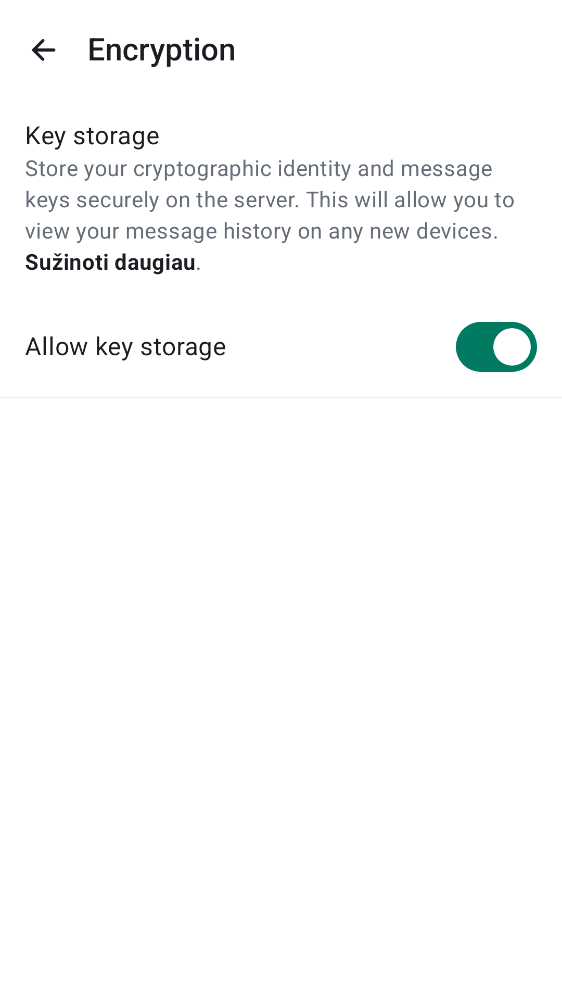 Encryption
Key storage
Store your cryptographic identity and message
keys securely on the server. This will allow you to
view your message history on any new devices.
Sužinoti daugiau.
Allow key storage